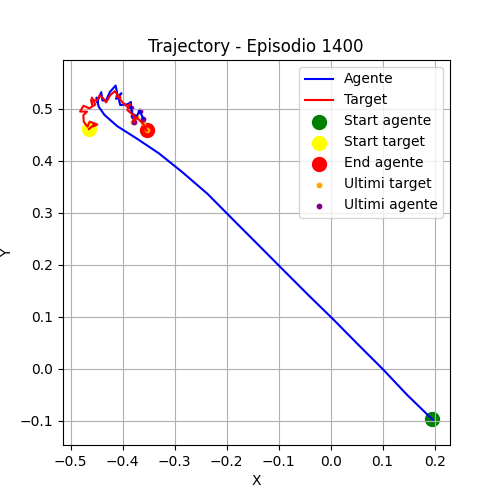 Trajectory - Episodio 1400
Agente
Target
Start agente
Start target
End agente
Ultimi target
Ultimi agente
0.5
0.4
0.3
0.2
0.1
0.0
−0.1
Y
−0.5 −0.4 −0.3 −0.2 −0.1 0.0 0.1 0.2
X